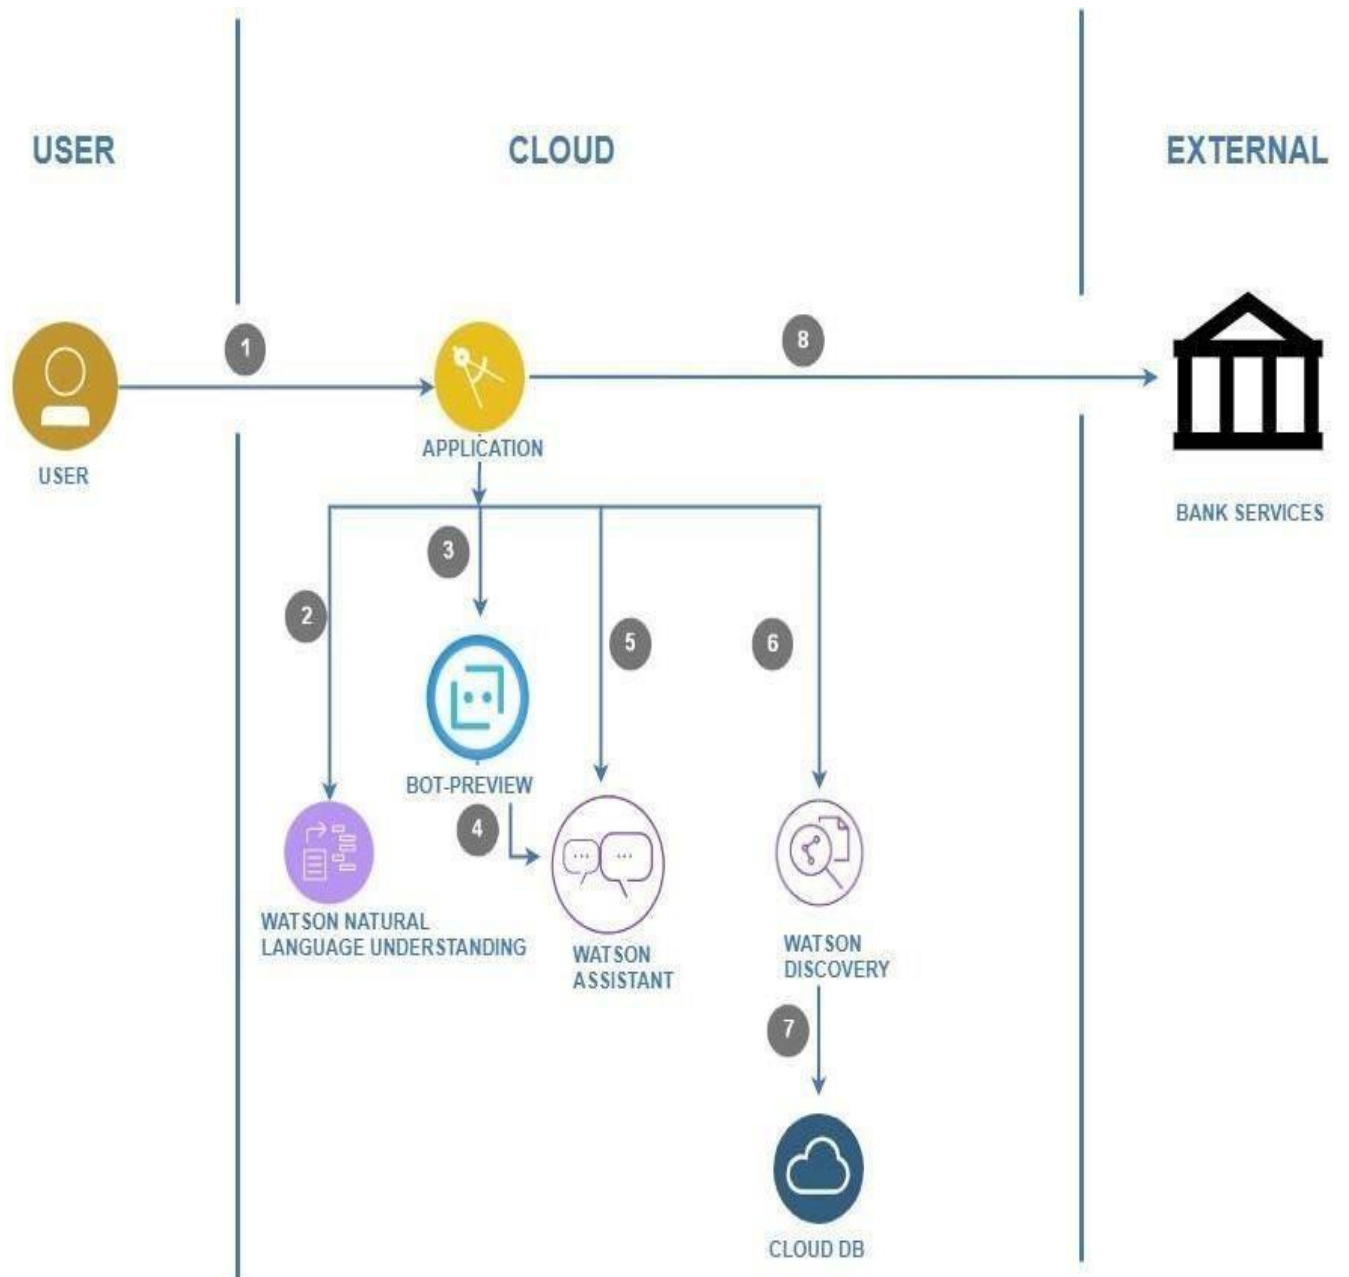 USER
CLOUD
EXTERNAL
1
8
APPLICATION
USER
BANK SERVICES
3
2
5
6
BOT-PREVIEW
4
WATSON NATURAL
LANGUAGE UNDERSTANDING
WATSON
ASSISTANT
WATSON
DISCOVERY
7
CLOUD DB